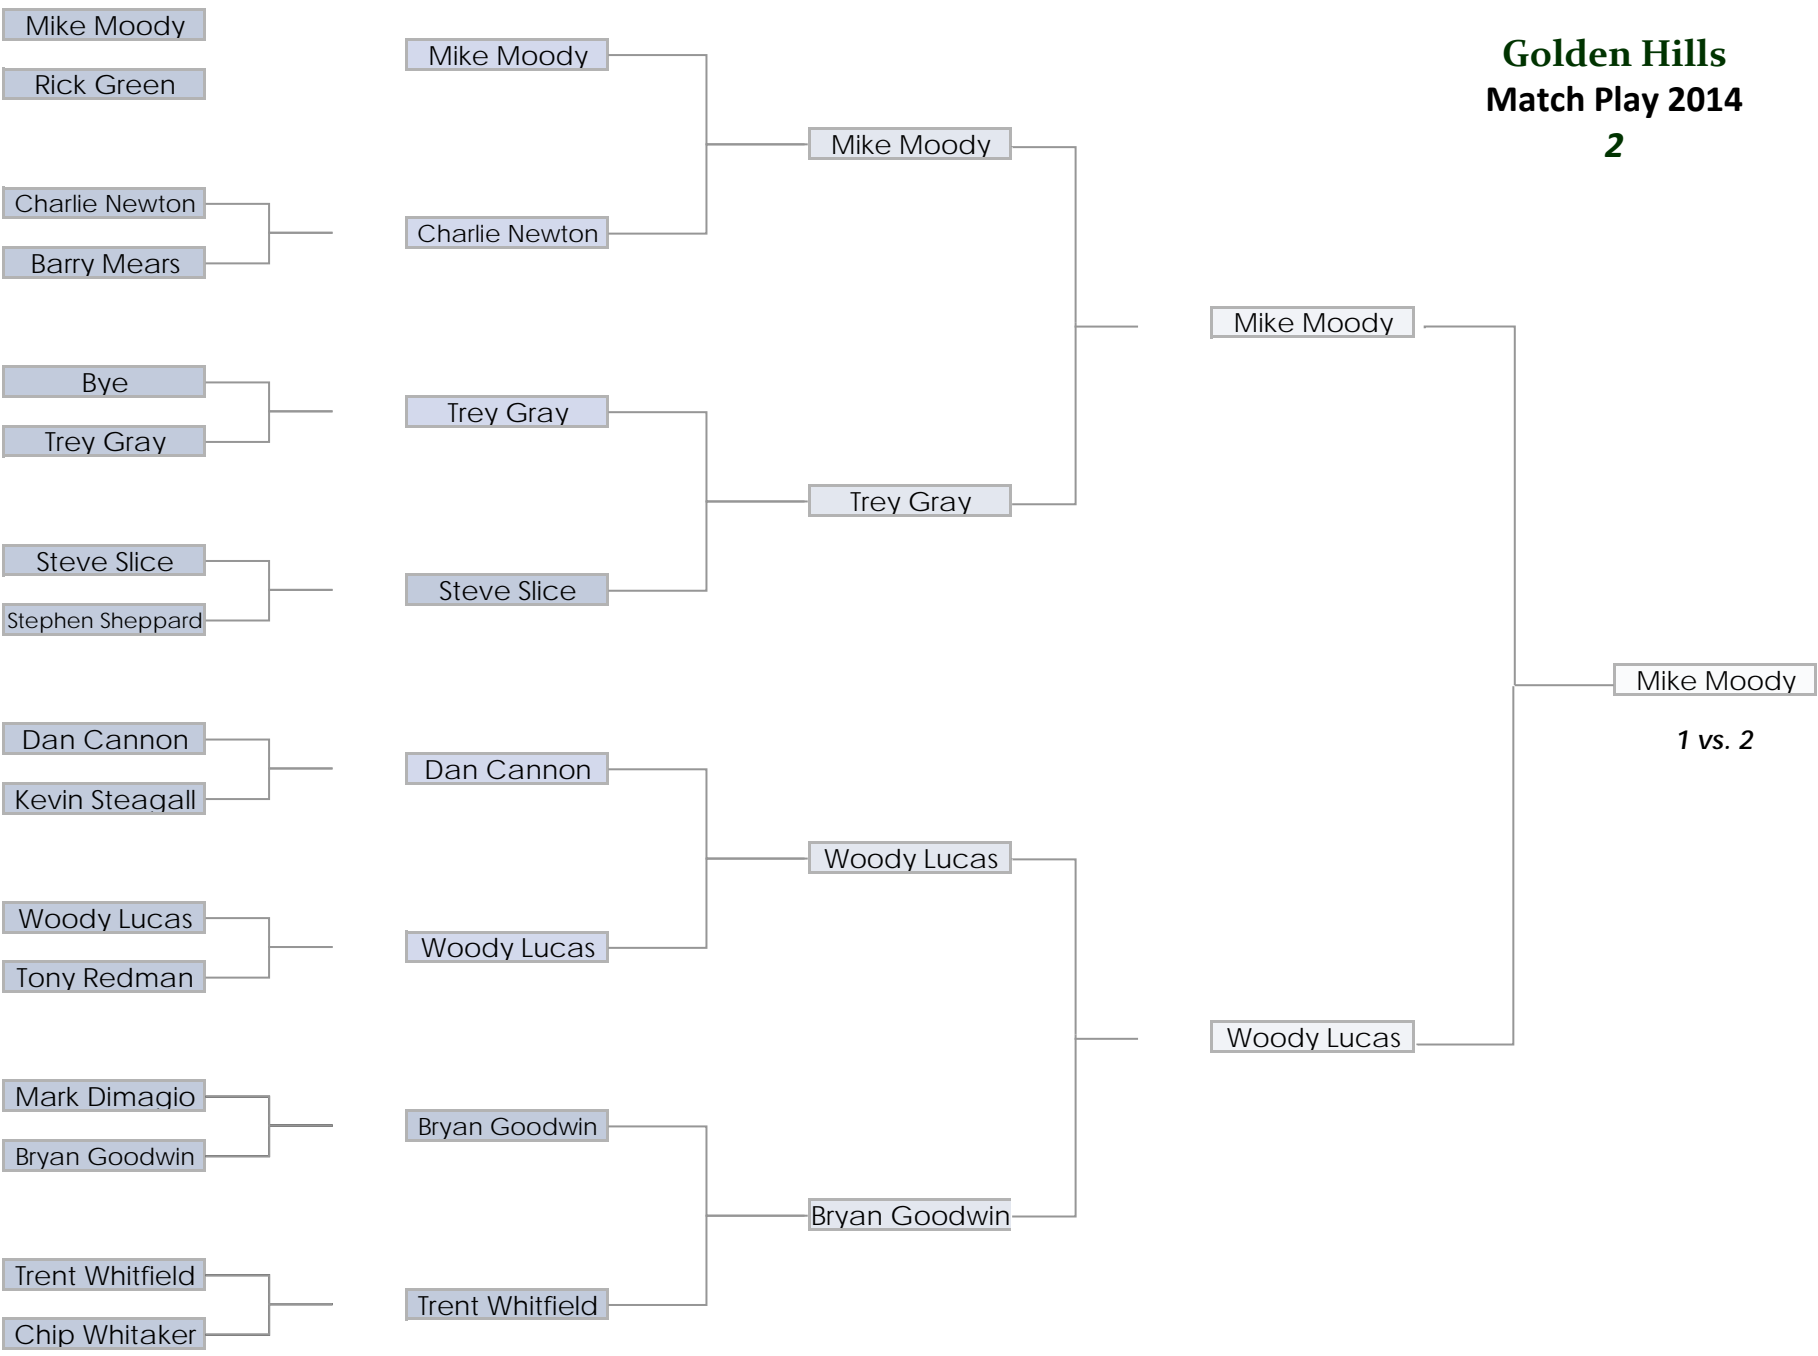 Golden Hills
Match Play 2014
2
Mike Moody
Rick Green
Charlie Newton
Barry Mears
Bye
Trey Gray
Steve Slice
Stephen Sheppard
Dan Cannon
Kevin Steagall
Woody Lucas
Tony Redman
Mark Dimagio
Bryan Goodwin
Trent Whitfield
Chip Whitaker
Mike Moody
Charlie Newton
Trey Gray
Steve Slice
Dan Cannon
Woody Lucas
Bryan Goodwin
Trent Whitfield
Mike Moody
Trey Gray
Woody Lucas
Bryan Goodwin
Mike Moody
Woody Lucas
Mike Moody
1 vs. 2